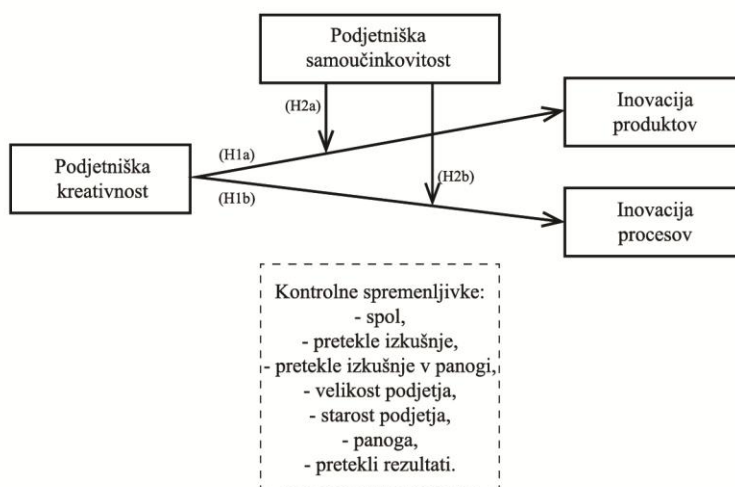 Podjetniška
samoučinkovitost
(H2a)
Inovacija
produktov
(H1a)
Podjetniška
kreativnost
(H2b)
(H1b)
Inovacija
procesov
Kontrolne spremenljivke:
- spol,
- pretekle izkušnje,
- pretekle izkušnje v panogi,
- velikost podjetja,
- starost podjetja,
- panoga,
- pretekli rezultati.